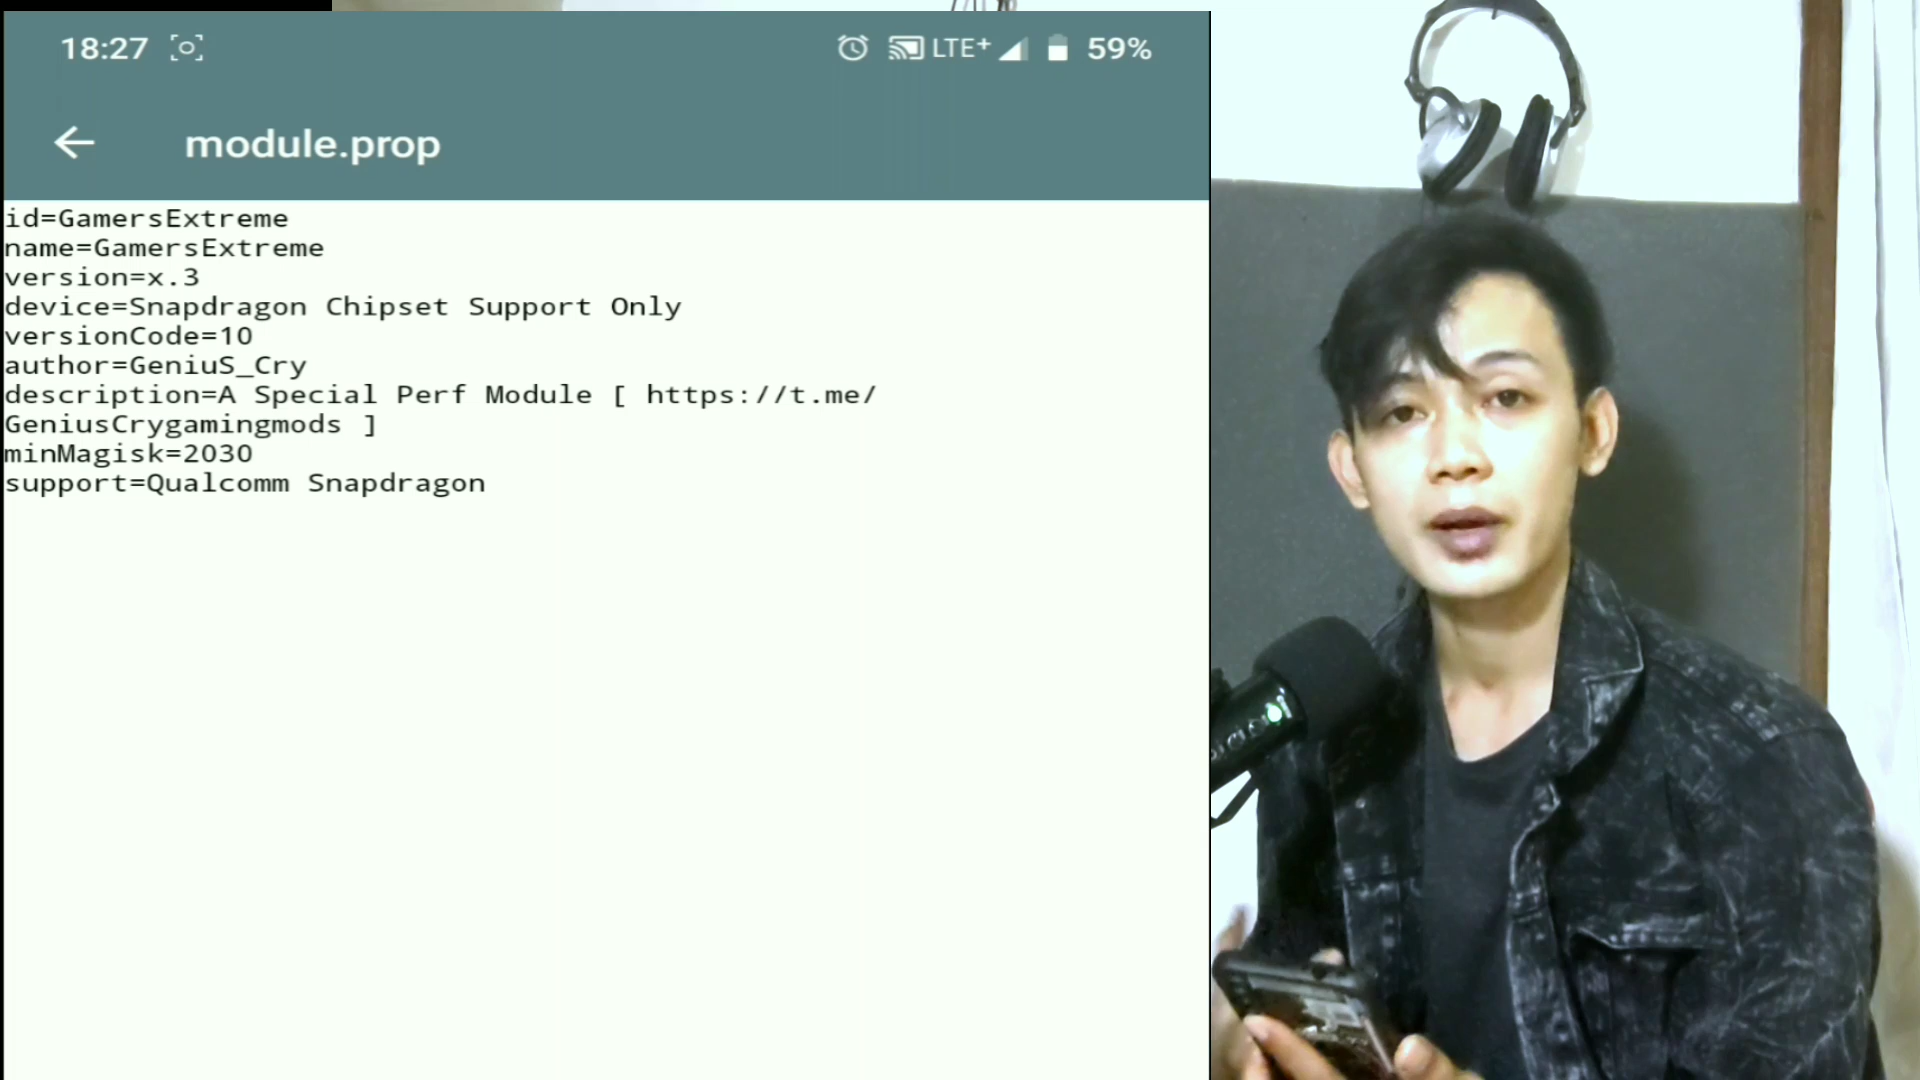 18:27 LTE+ 59%
module.prop
id=GamersExtreme
name=GamersExtreme
version=x.3
device=Snapdragon Chipset Support Only
versionCode=10
author=GeniuS_Cry
description=A Special Perf Module [ https://t.me/
GeniusCrygamingmods ]
minMagisk=2030
support=Qualcomm Snapdragon